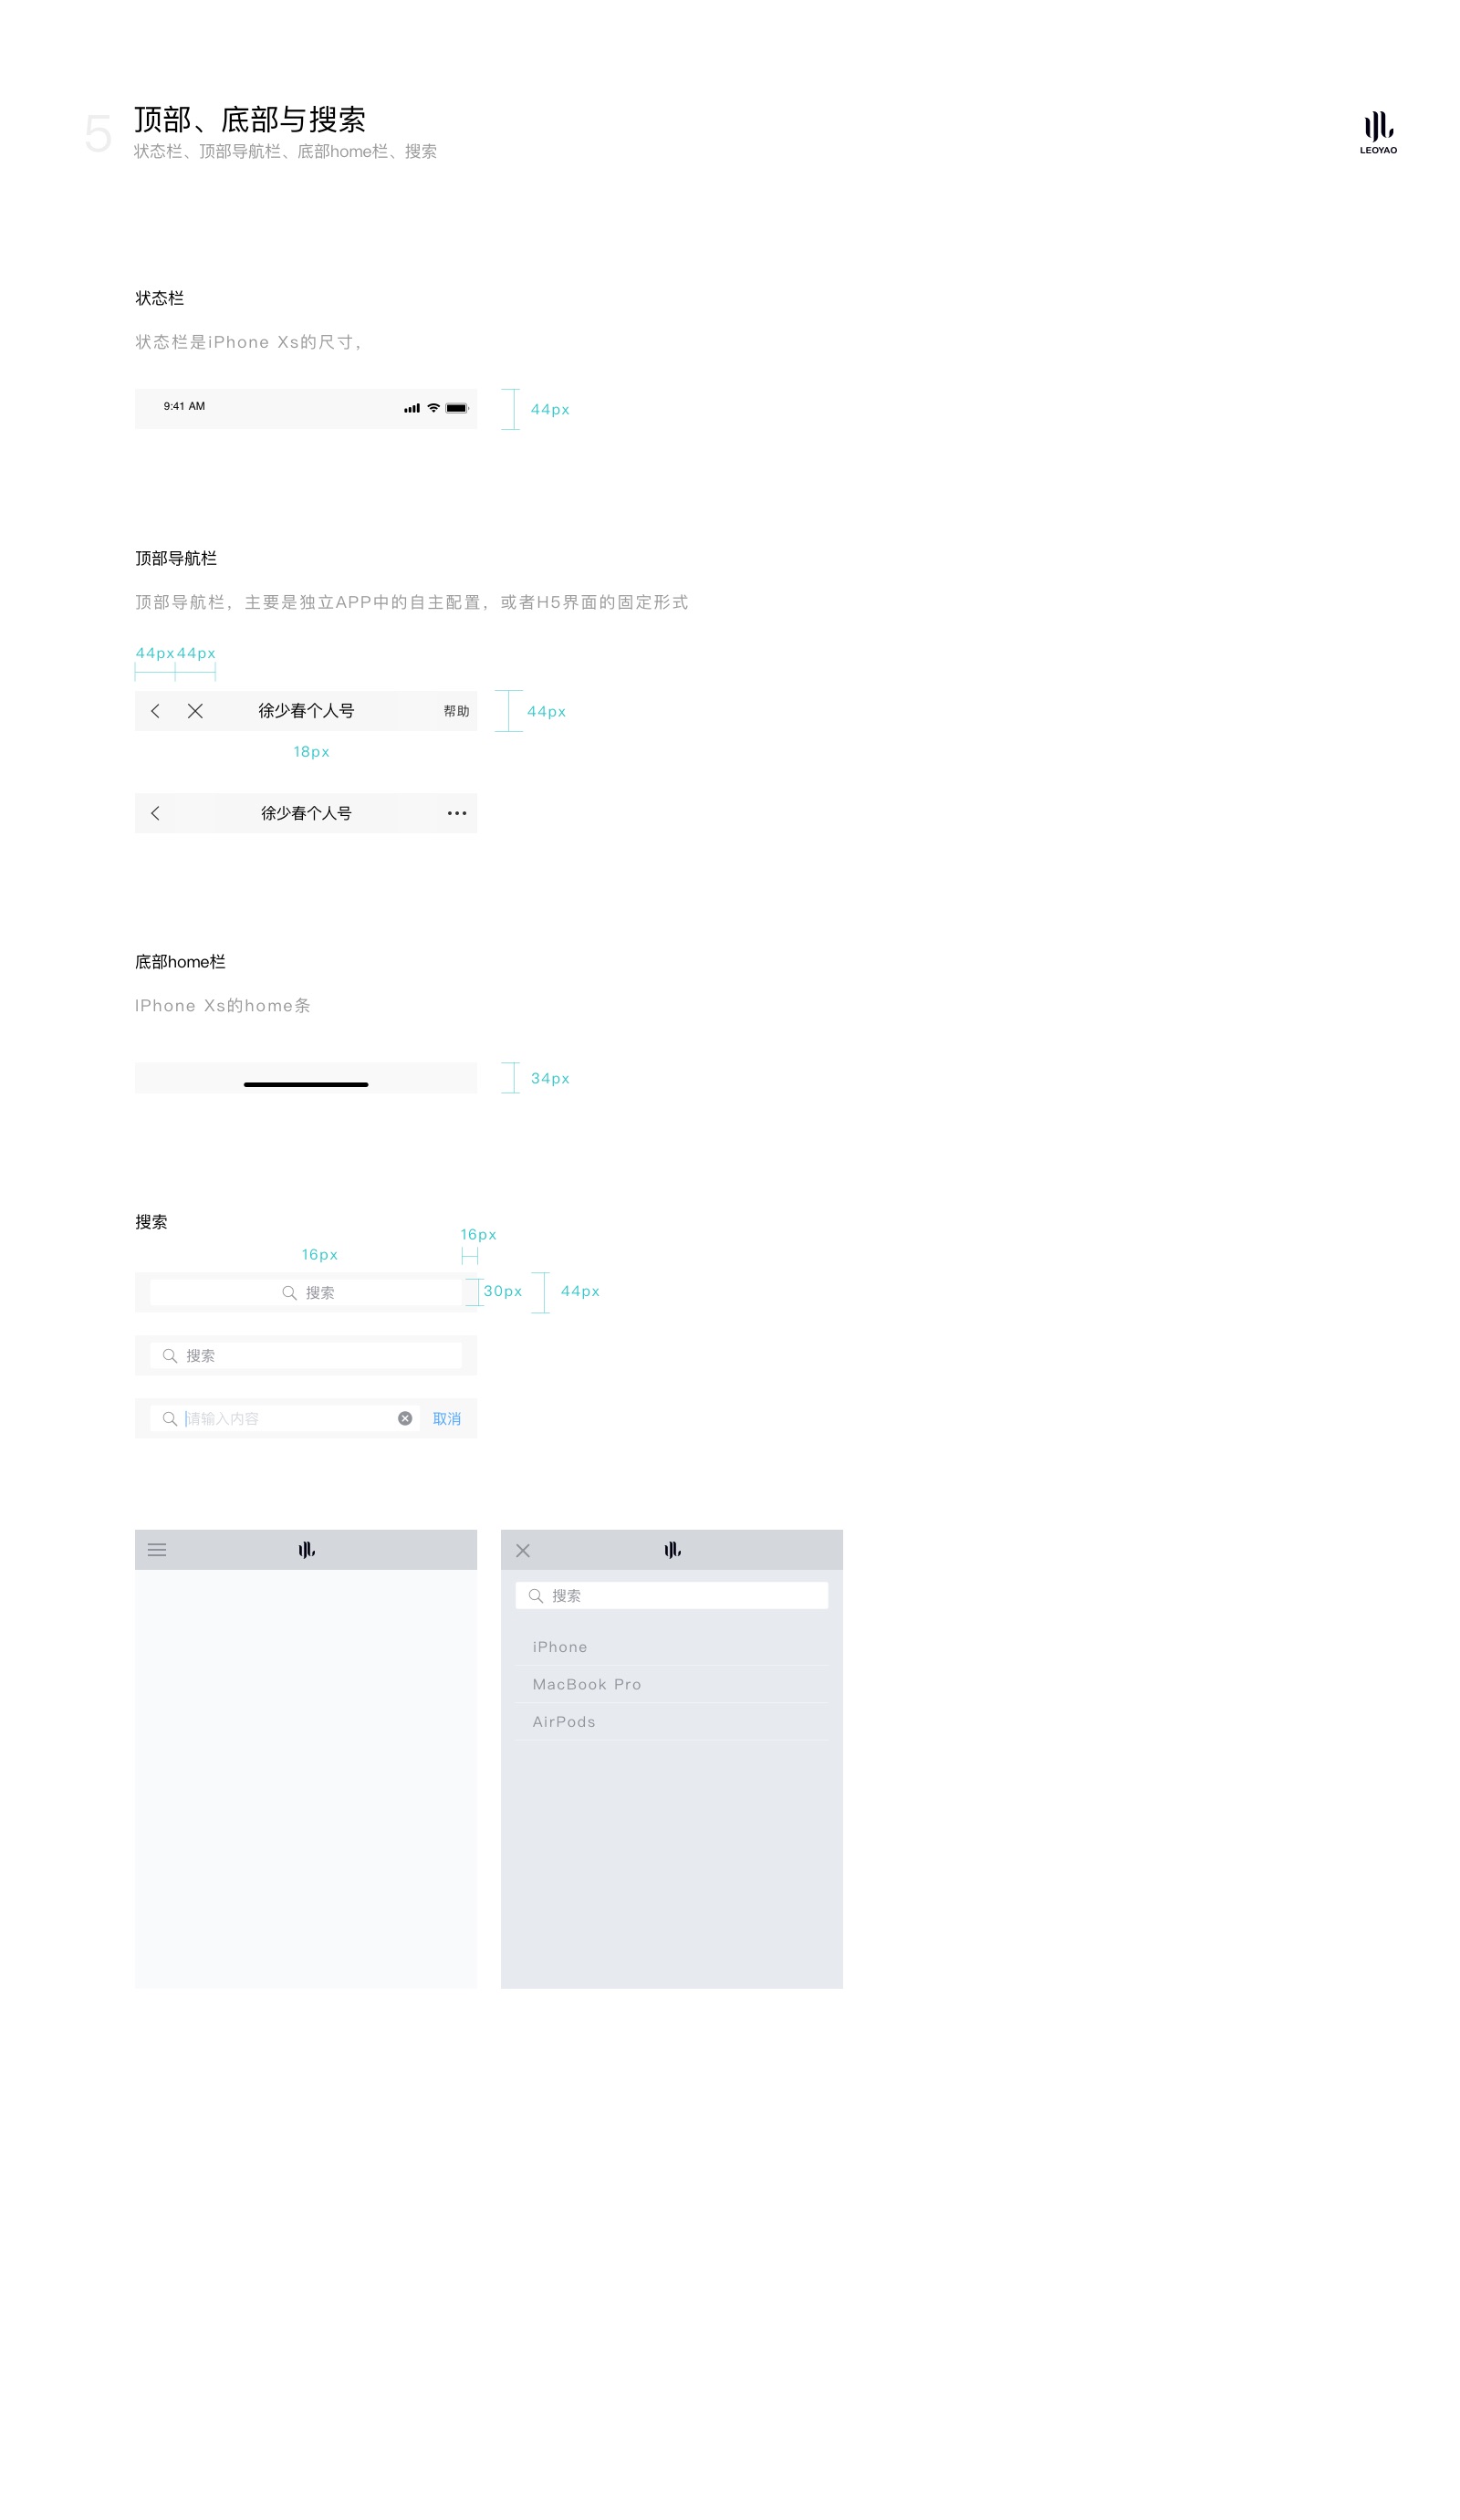 5
顶部、底部与搜索
状态栏、顶部导航栏、底部home栏、搜索
LEOYAO
状态栏
状态栏是iPhone Xs的尺寸，
9:41 AM
44px
顶部导航栏
顶部导航栏，主要是独立APP中的自主配置，或者H5界面的固定形式
44px 44px
徐少春个人号 帮助
44px
18px
徐少春个人号
底部home栏
IPhone Xs的home条
34px
搜索
16px
16px
搜索
30px
44px
搜索
请输入内容 取消
搜索
iPhone
MacBook Pro
AirPods